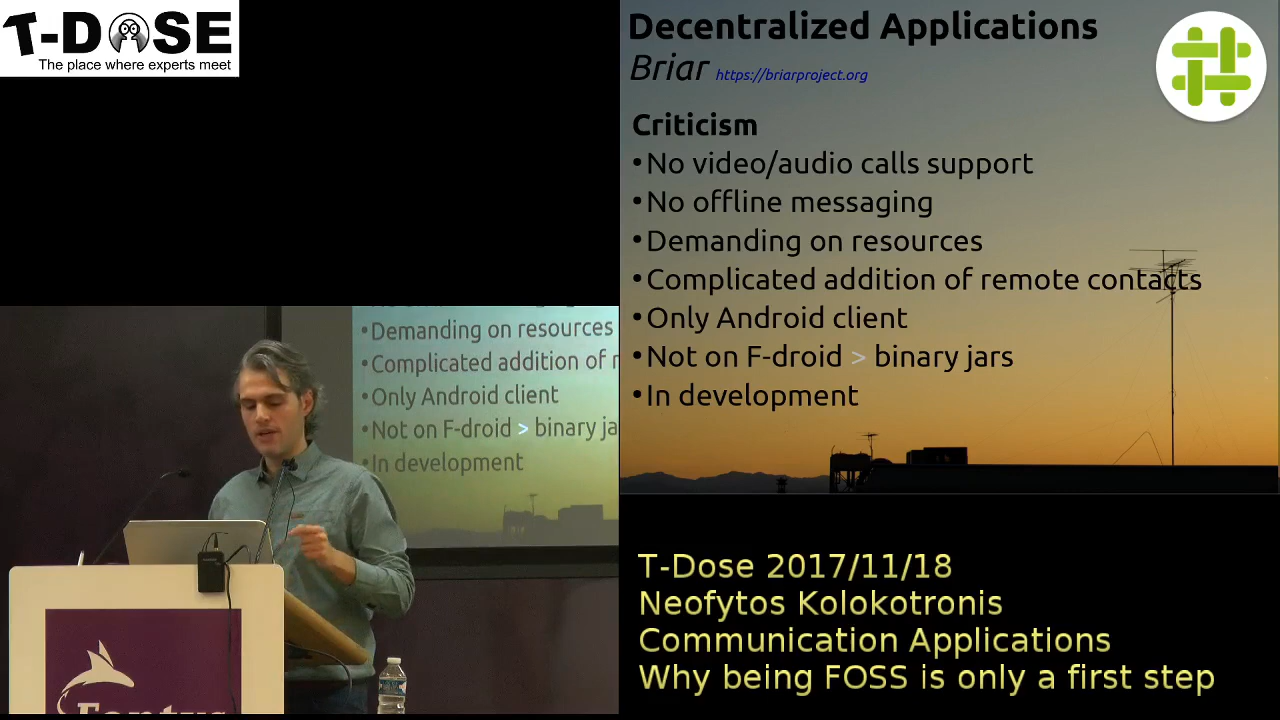 T-DOSE
The place where experts meet
Decentralized Applications
Briar https://briarproject.org
Criticism
•No video/audio calls support
•No offline messaging
•Demanding on resources
•Complicated addition of remote contacts
•Only Android client
•Not on F-droid > binary jars
•In development
•Demanding on resources
•Complicated addition of r
•Only Android client
•Not on F-droid > binary ja
•In development
Fontys
T-Dose 2017/11/18
Neofytos Kolokotronis
Communication Applications
Why being FOSS is only a first step